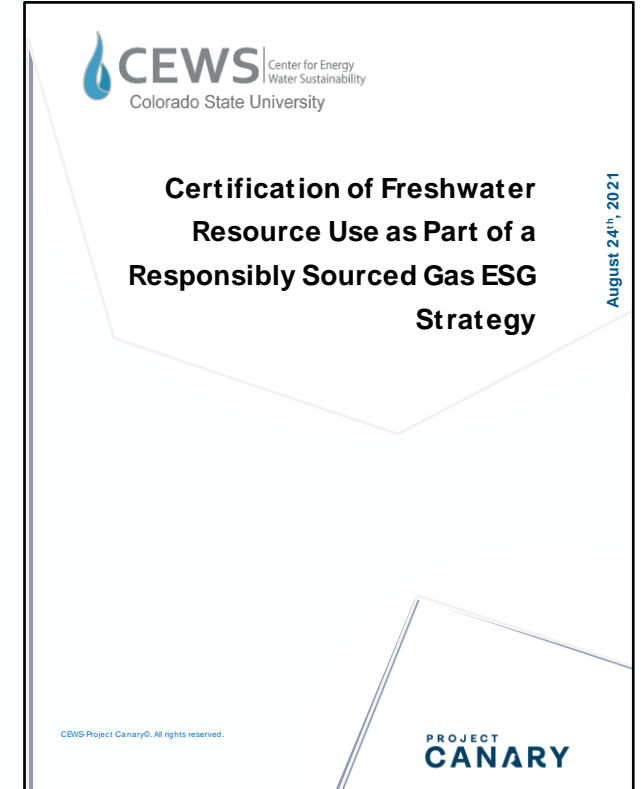 CEWS Center for Energy
Water Sustainability
Colorado State University
Certification of Freshwater
Resource Use as Part of a
Responsibly Sourced Gas ESG
Strategy
August 24th, 2021
CEWS-Project Canary©. All rights reserved.
PROJECT
CANARY